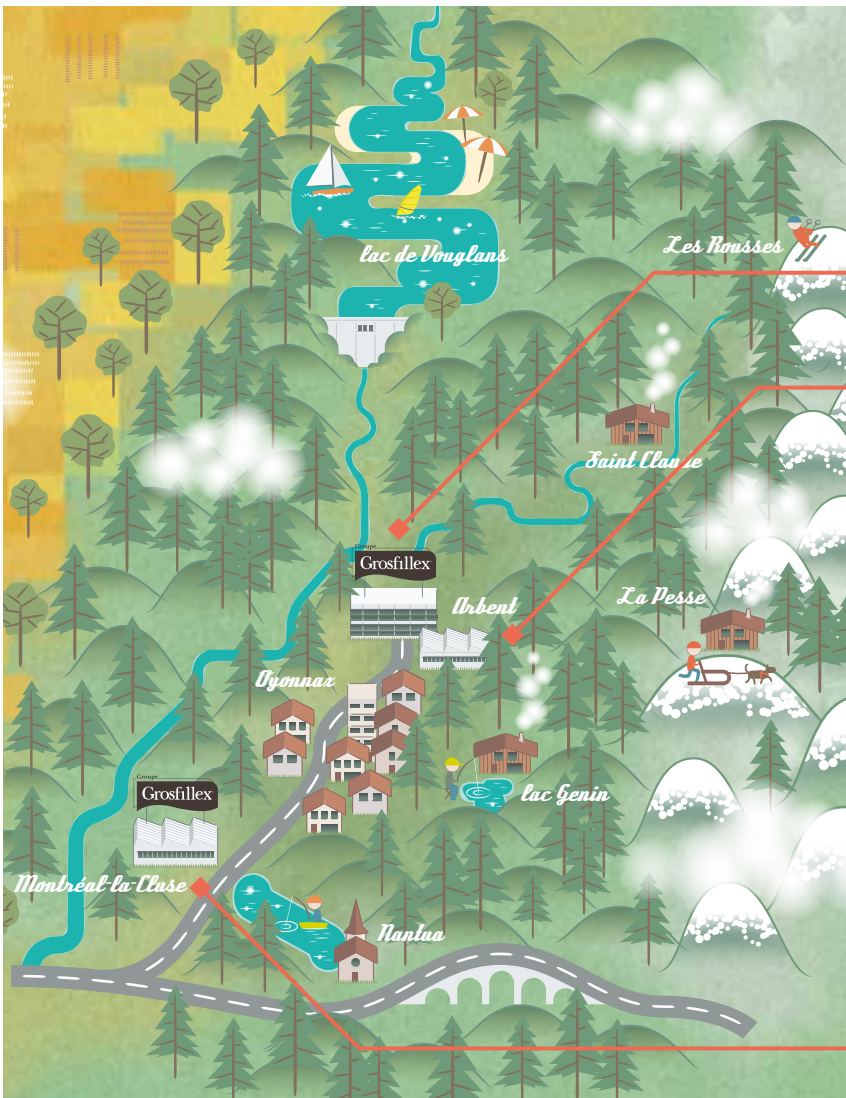 lac de Vouglans
Les Rousses
Saint Claude
Groupe
Grosfillex
La Pesse
Arbent
Oyonnax
Groupe
Grosfillex
lac Genin
Montréal-la-Cluse
Nantua